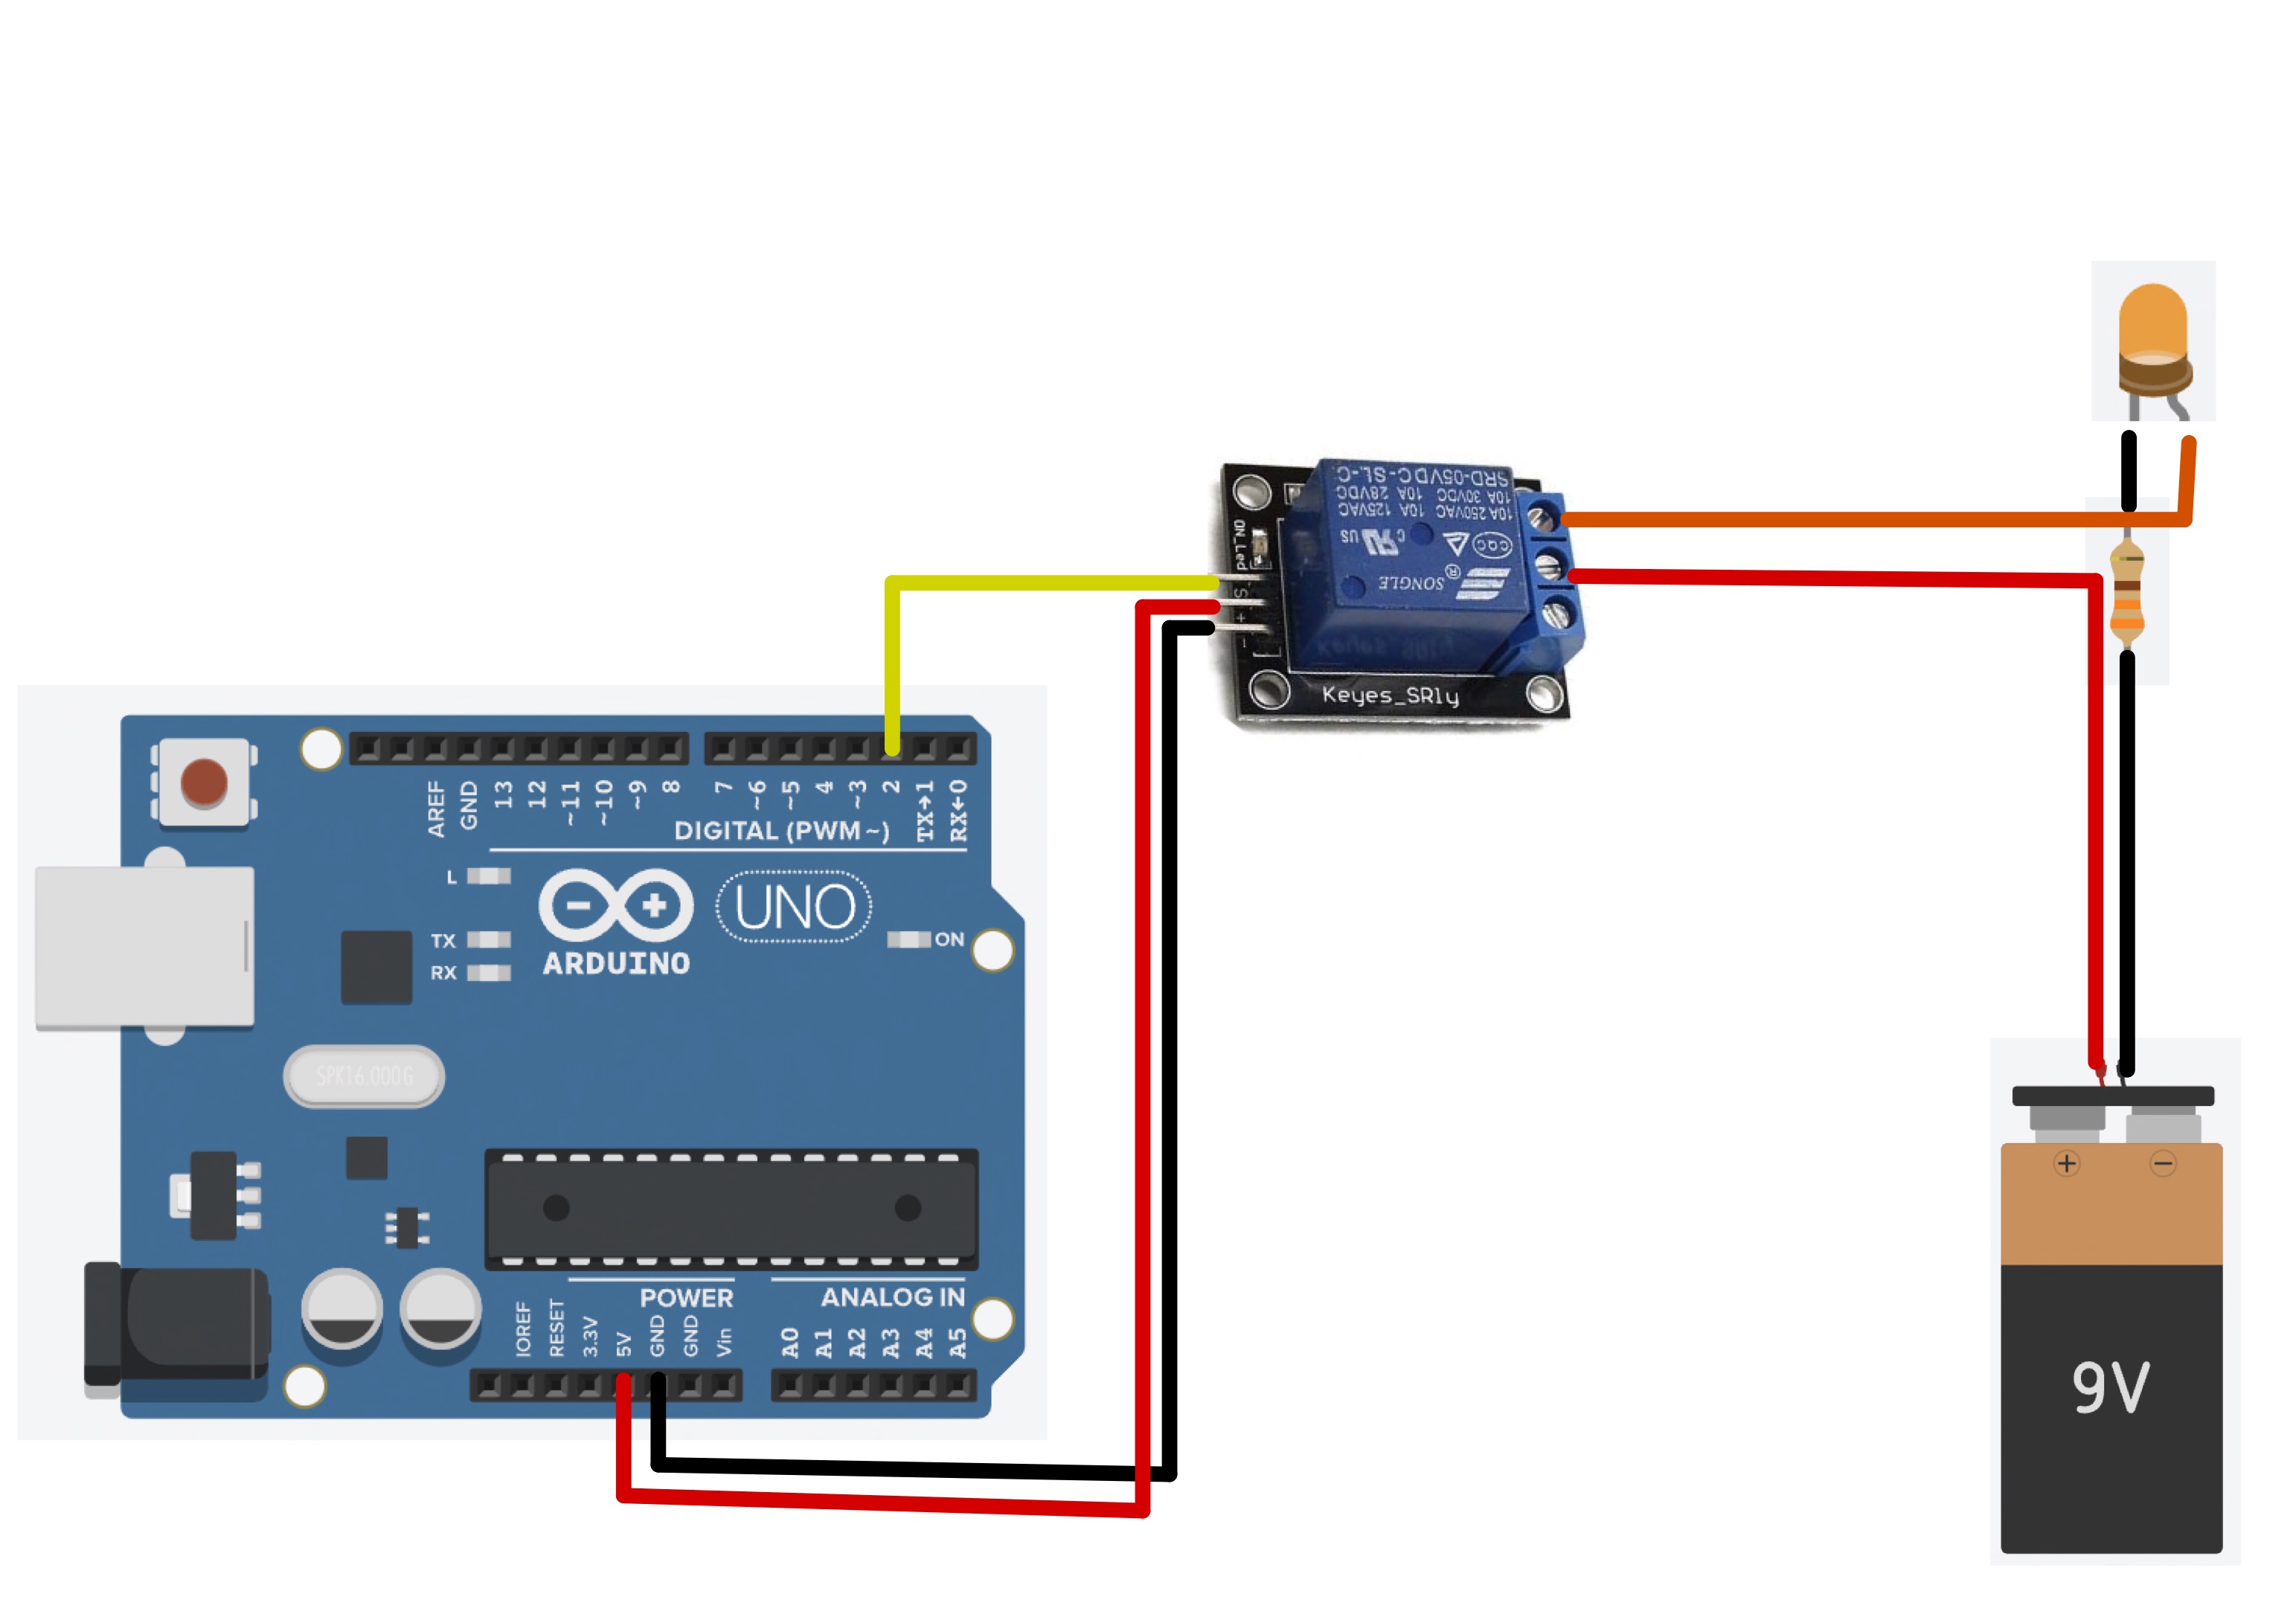 SRD-05VDC-SL-C
10A 250VAC 10A 125VAC
10A 30VDC 10A 28VDC
c US
CQC
SONGLE ®
ON_Led
S
+
-
Keyes_SRly
AREF
GND
13
12
~11
~10
~9
8
7
~6
~5
4
~3
2
TX→1
RX←0
DIGITAL (PWM~)
L
TX
RX
UNO
ARDUINO
ON
SPK16.000G
POWER
ANALOG IN
IOREF
RESET
3.3V
5V
GND
GND
Vin
A0
A1
A2
A3
A4
A5
+
-
9V